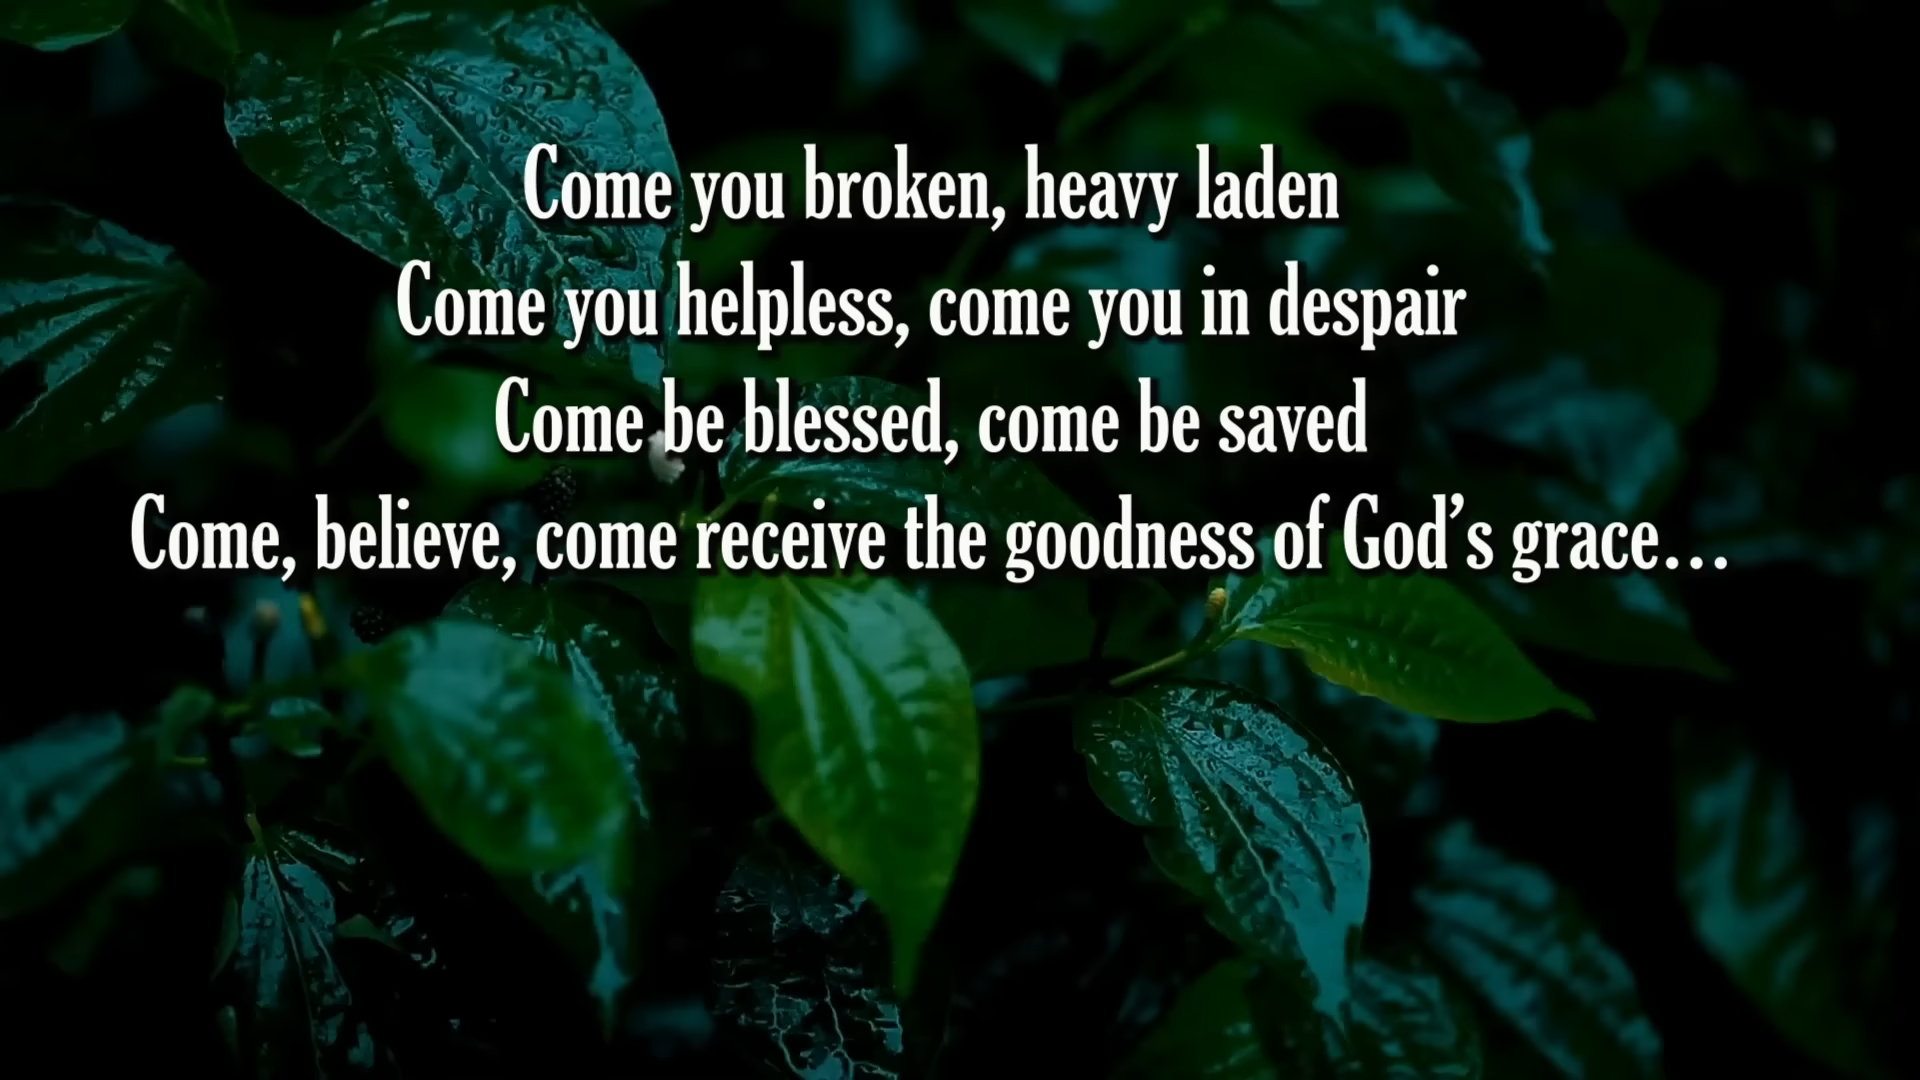 Come you broken, heavy laden
Come you helpless, come you in despair
Come be blessed, come be saved
Come, believe, come receive the goodness of God’s grace…